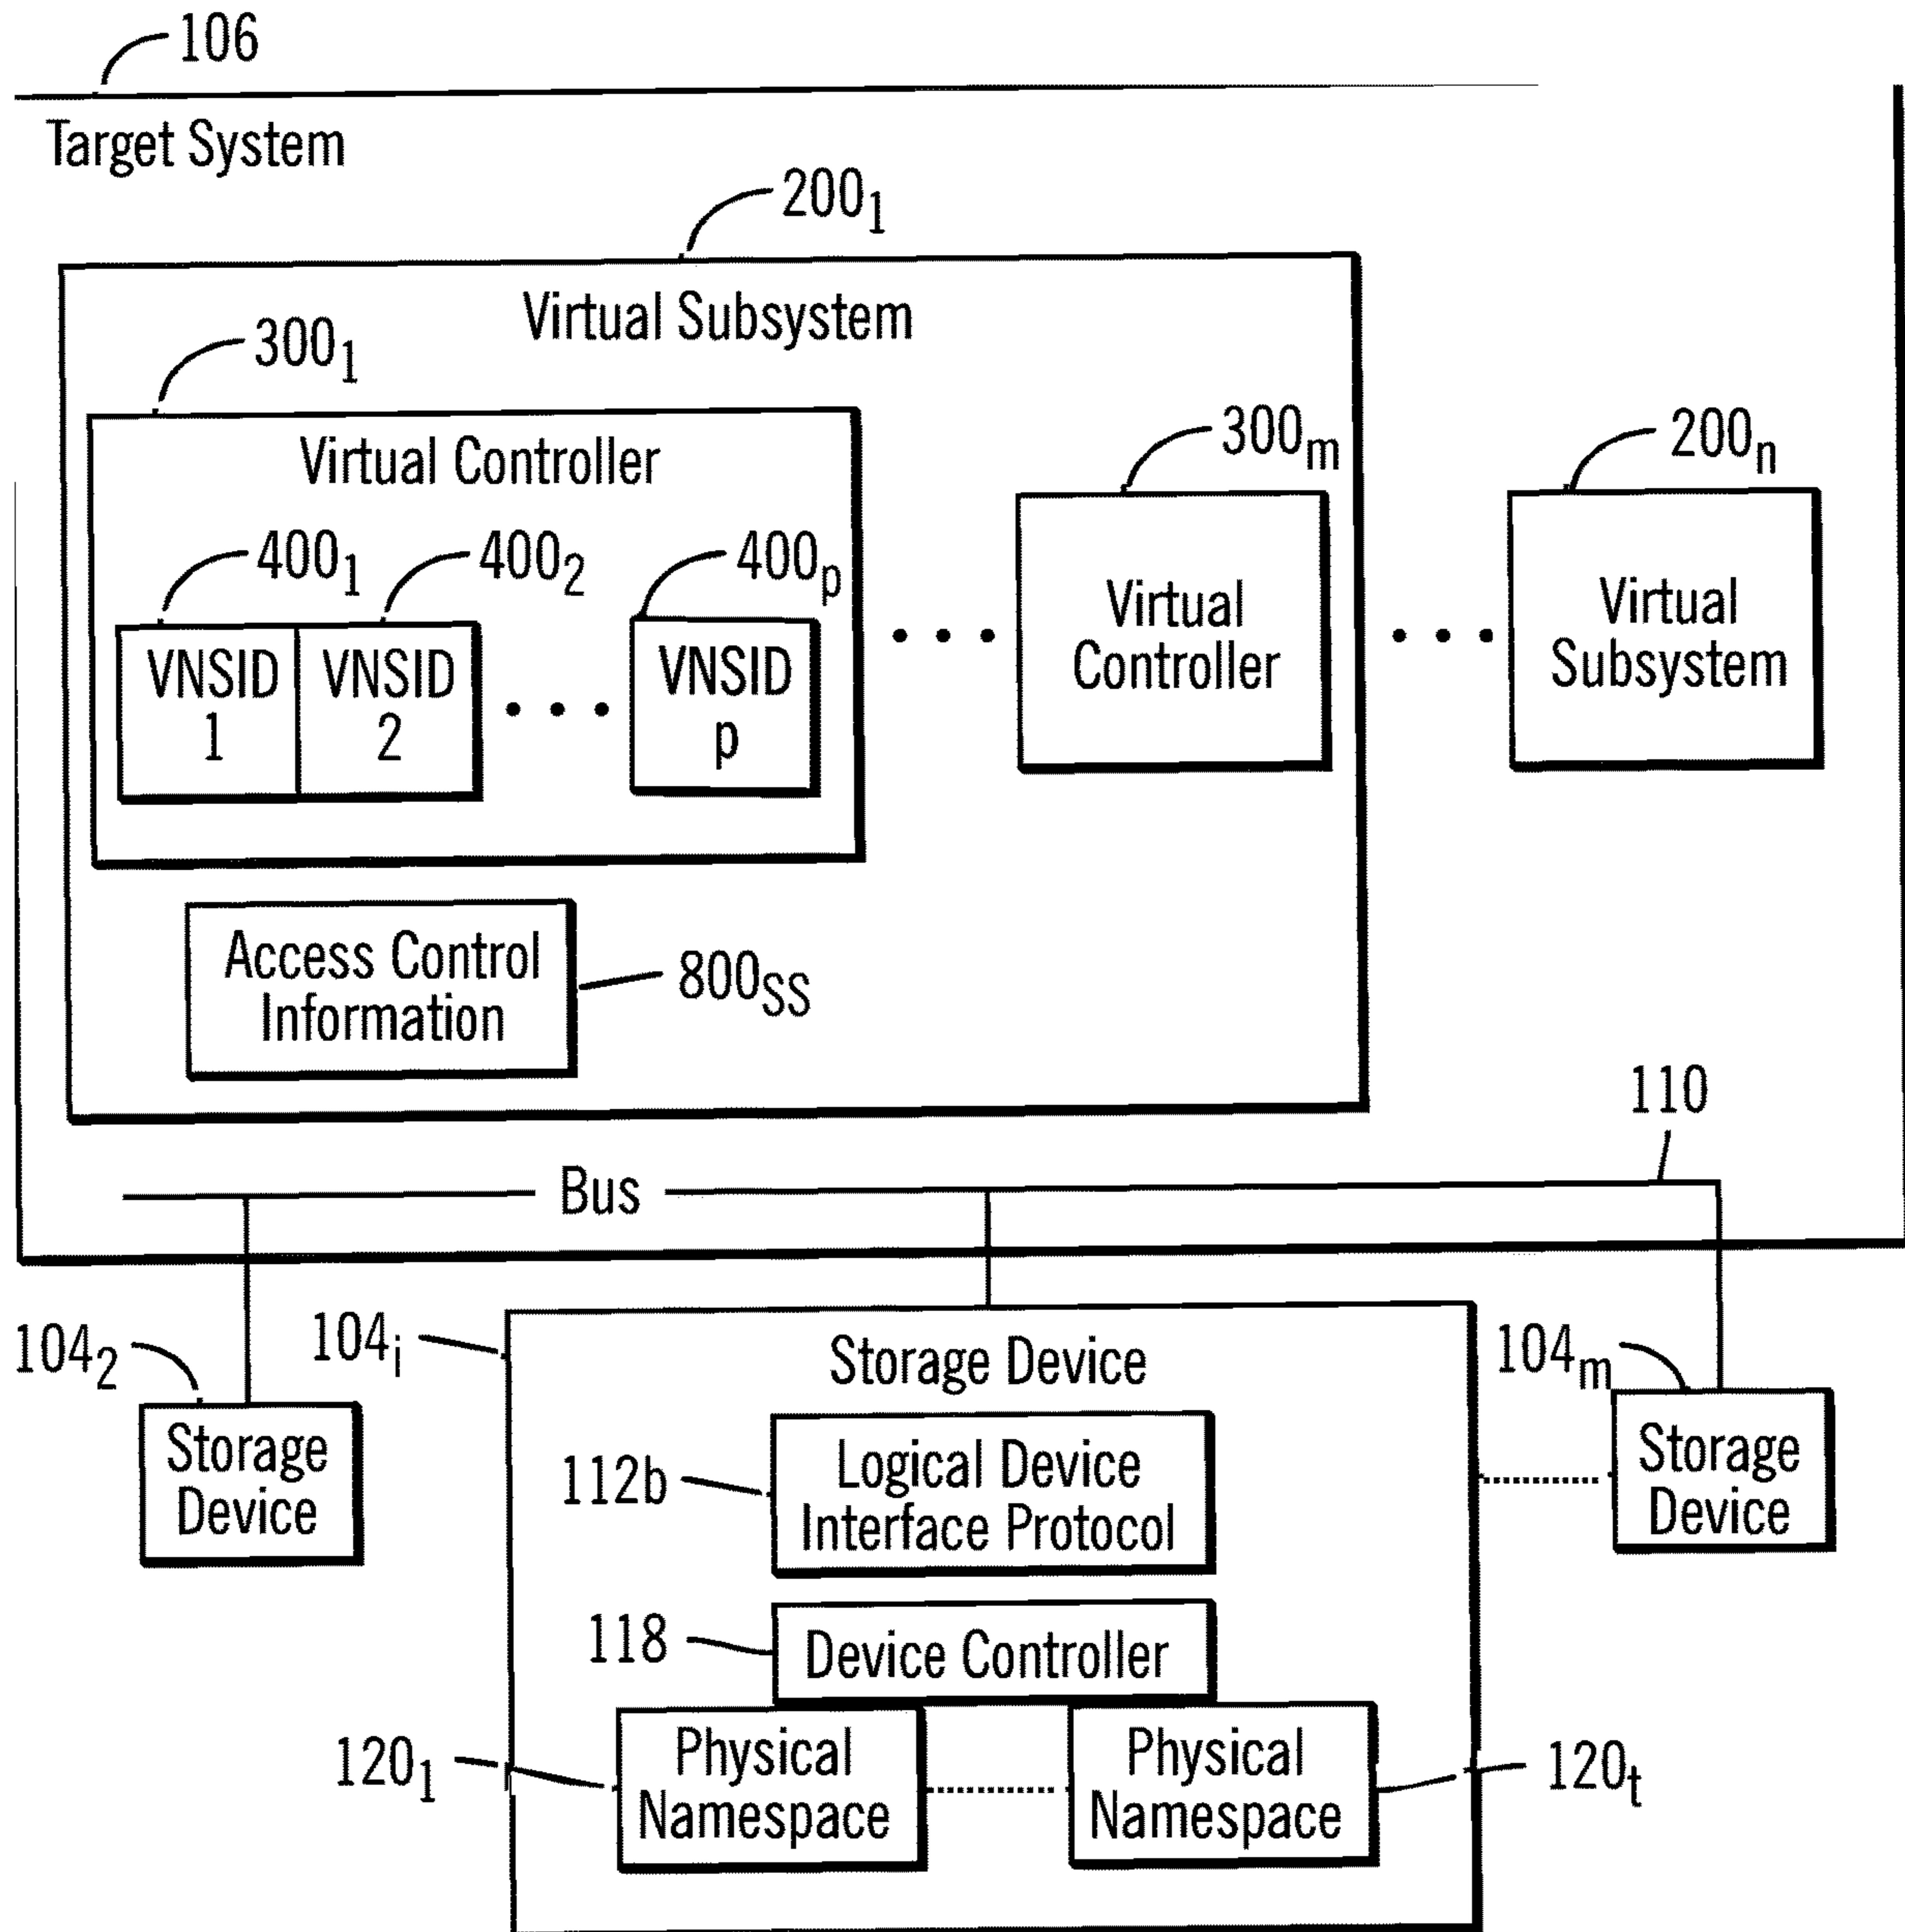 106
Target System
200₁
Virtual Subsystem
300₁
Virtual Controller
300ₘ
200ₙ
400₁
400₂
400ₚ
VNSID
1
VNSID
2
• • •
VNSID
p
• • •
Virtual
Controller
• • •
Virtual
Subsystem
Access Control
Information
800SS
110
Bus
104₂
Storage
Device
104ᵢ
Storage Device
104ₘ
Storage
Device
112b
Logical Device
Interface Protocol
118
Device Controller
120₁
Physical
Namespace
Physical
Namespace
120ₜ